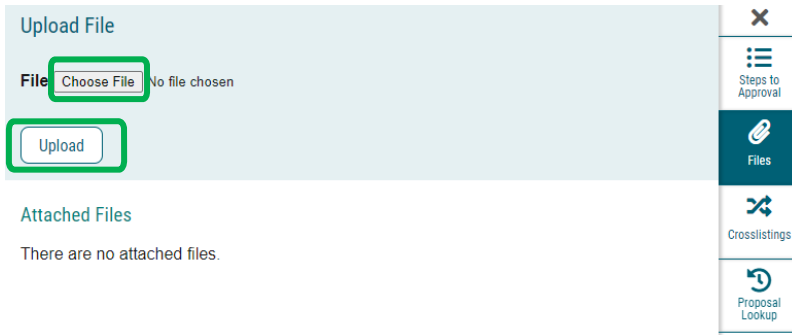 Upload File
File Choose File No file chosen
Upload
Attached Files
There are no attached files.
Steps to
Approval
Files
Crosslistings
Proposal
Lookup